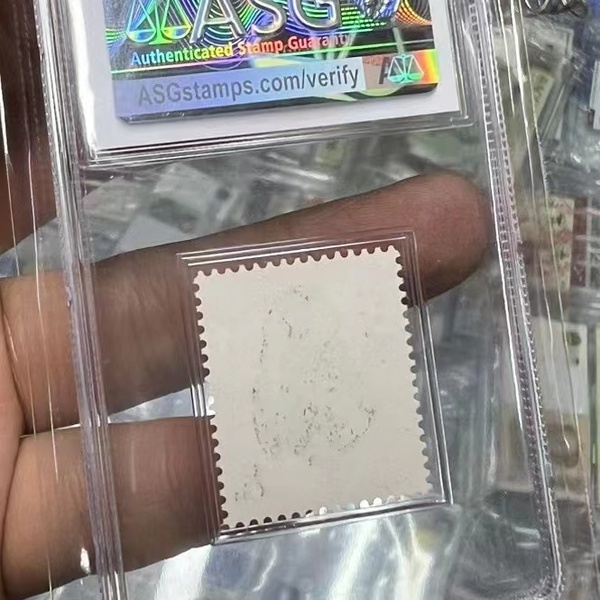 ASG
Authenticated Stamp Guaranty
ASGstamps.com/verify